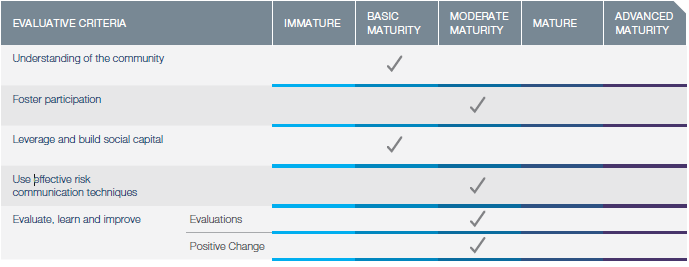 EVALUATIVE CRITERIA IMMATURE BASIC MATURITY MODERATE MATURITY MATURE ADVANCED MATURITY
Understanding of the community
Foster participation
Leverage and build social capital
Use effective risk
communication techniques
Evaluate, learn and improve Evaluations
Positive Change